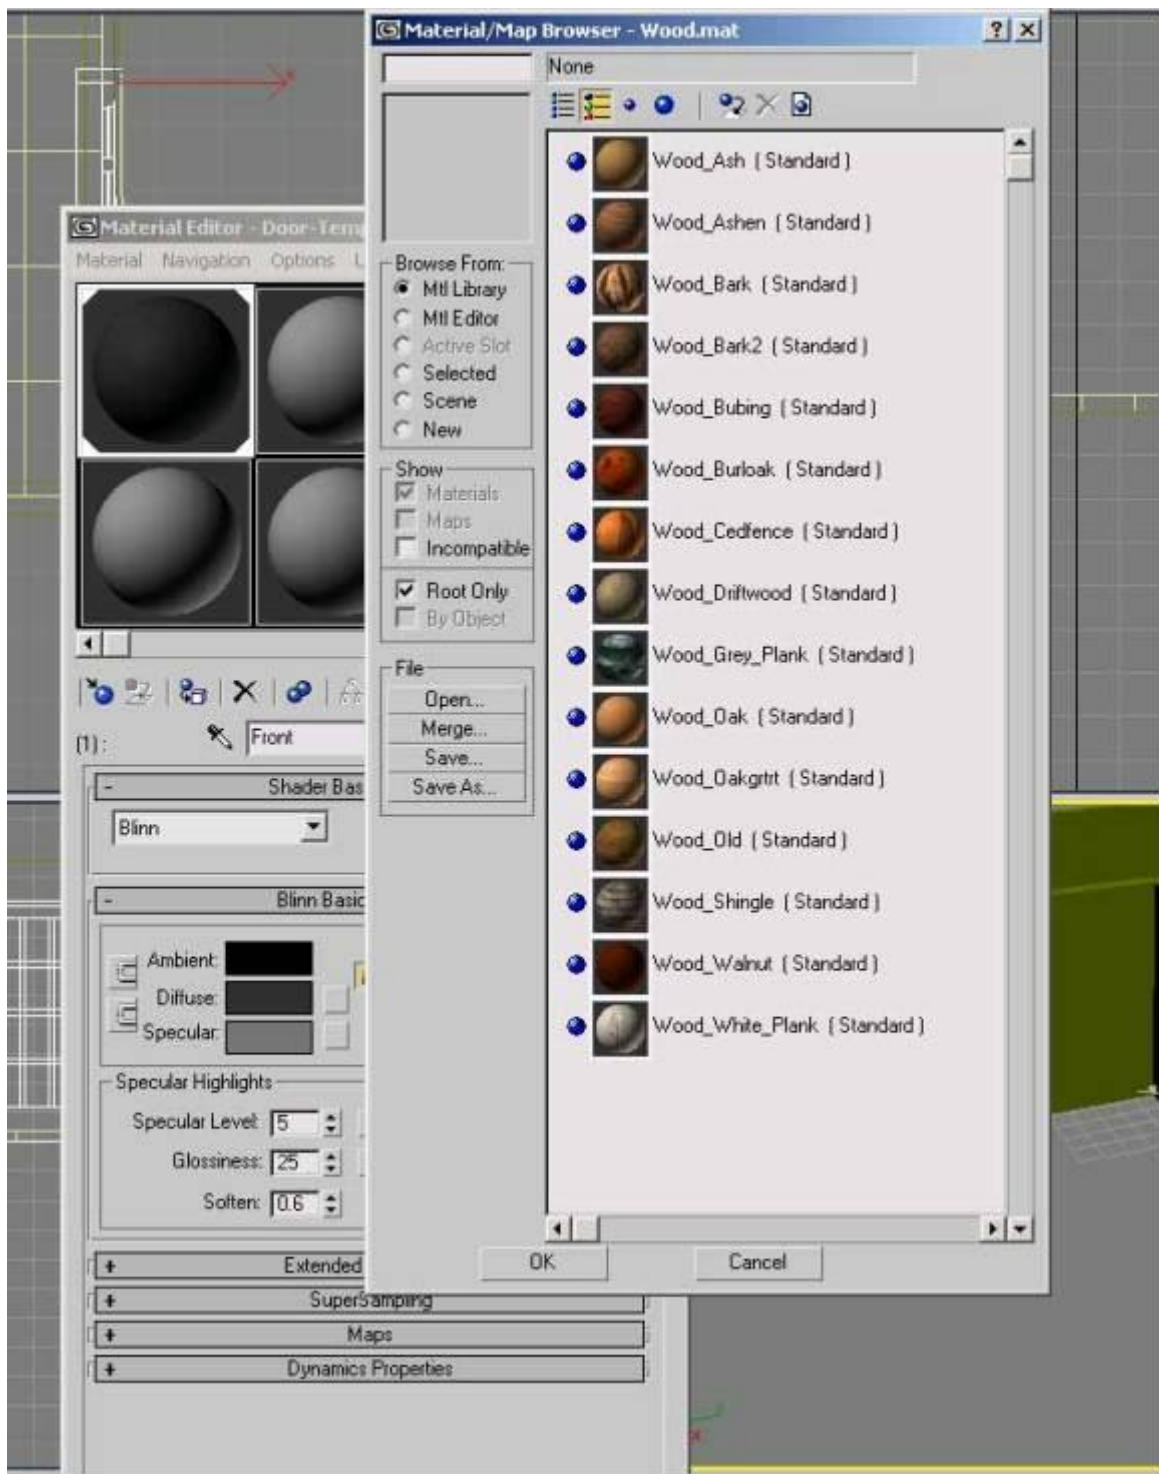 Material/Map Browser - Wood.mat
None
Wood_Ash ( Standard )
Wood_Ashen ( Standard )
Wood_Bark ( Standard )
Wood_Bark2 ( Standard )
Wood_Bubing ( Standard )
Wood_Burloak ( Standard )
Wood_Cedfence ( Standard )
Wood_Driftwood ( Standard )
Wood_Grey_Plank ( Standard )
Wood_Oak ( Standard )
Wood_Oakgrtrt ( Standard )
Wood_Old ( Standard )
Wood_Shingle ( Standard )
Wood_Walnut ( Standard )
Wood_White_Plank ( Standard )
Browse From:
Mtl Library
Mtl Editor
Active Slot
Selected
Scene
New
Show
Materials
Maps
Incompatible
Root Only
By Object
File
Open...
Merge...
Save...
Save As...
OK
Cancel
Material Editor - Door-Temp
Material Navigation Options
(1) : Front
- Shader Bas
Blinn
- Blinn Basic
Ambient:
Diffuse:
Specular:
Specular Highlights
Specular Level: 5
Glossiness: 25
Soften: 0.6
+ Extended
+ SuperSampling
+ Maps
+ Dynamics Properties